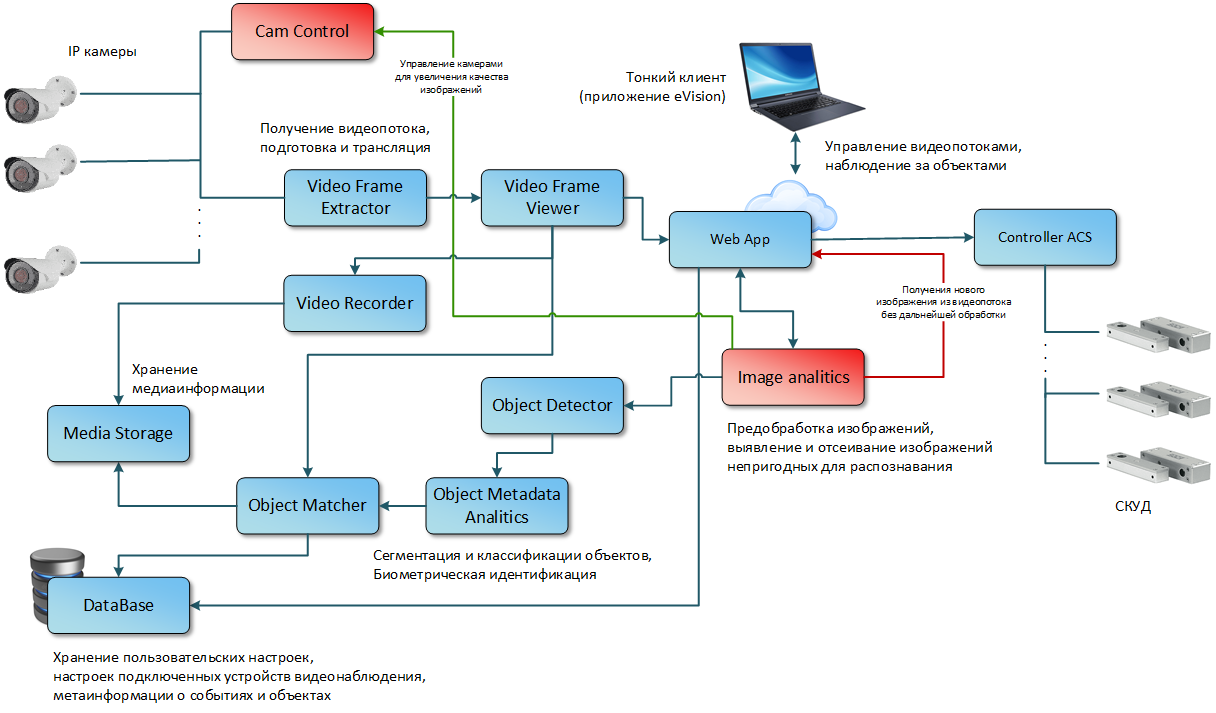 Cam Control
IP камеры
Управление камерами
для увеличения качества
изображений
Тонкий клиент
(приложение eVision)
Получение видеопотока,
подготовка и трансляция
Управление видеопотоками,
наблюдение за объектами
Video Frame
Extractor
Video Frame
Viewer
Web App
Controller ACS
Video Recorder
Получения нового
изображения из видеопотока
без дальнейшей обработки
Хранение
медиаинформации
Image analitics
Object Detector
Media Storage
Предобработка изображений,
выявление и отсеивание изображений
непригодных для распознавания
Object Matcher
Object Metadata
Analitics
СКУД
Сегментация и классификации объектов,
Биометрическая идентификация
DataBase
Хранение пользовательских настроек,
настроек подключенных устройств видеонаблюдения,
метаинформации о событиях и объектах